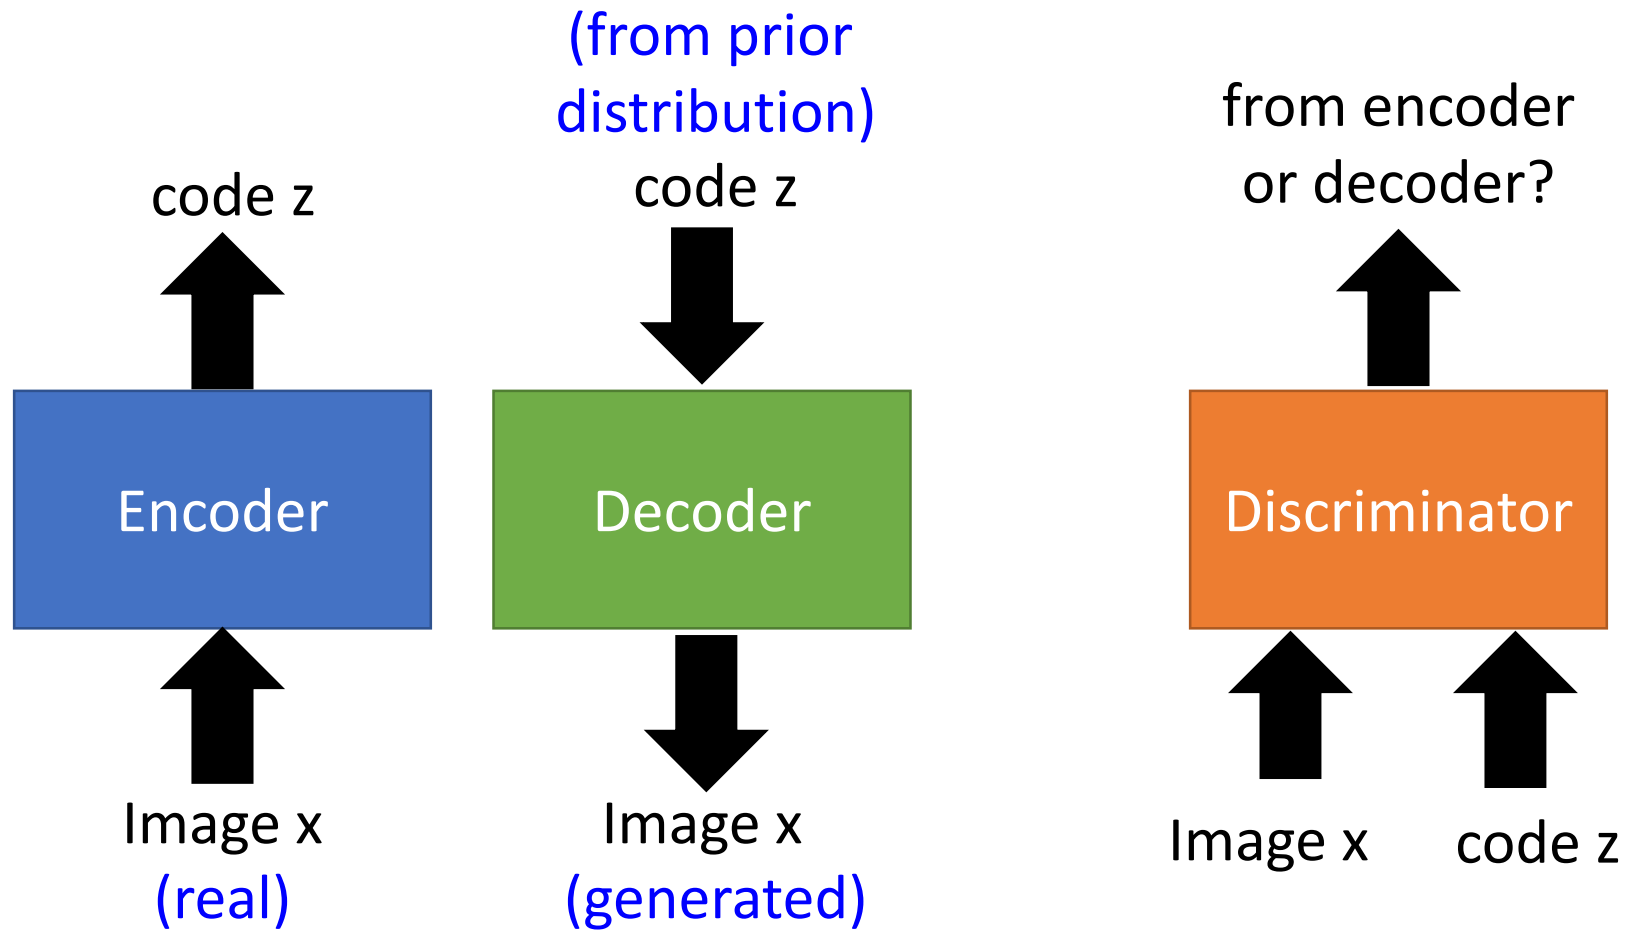 code z
Encoder
Image x
(real)
(from prior
distribution)
code z
Decoder
Image x
(generated)
from encoder
or decoder?
Discriminator
Image x
code z